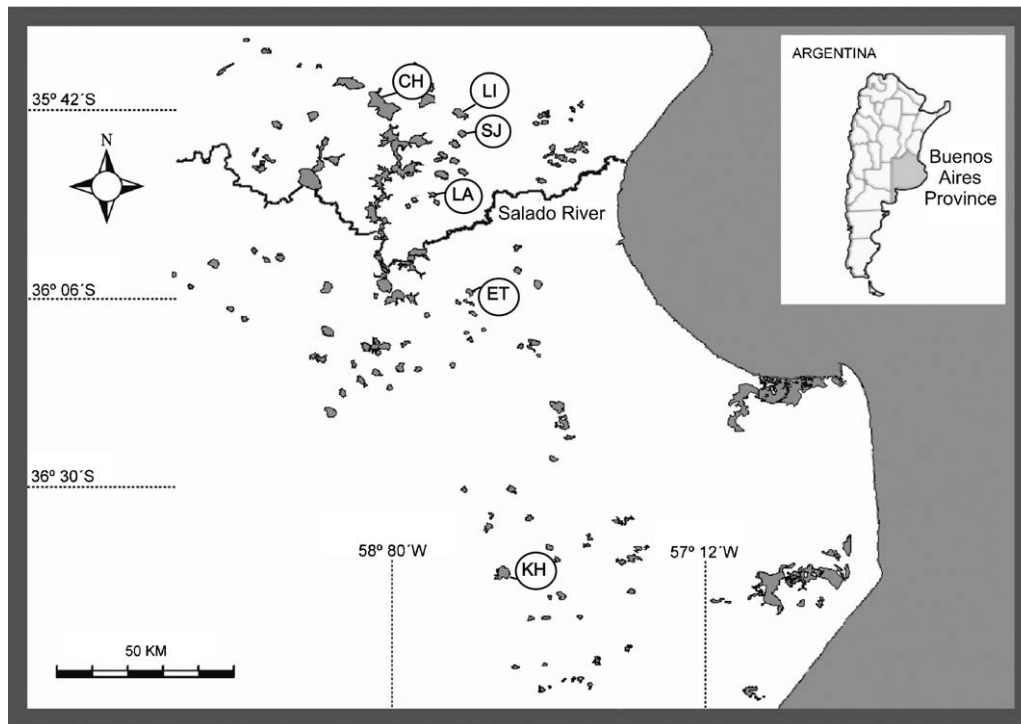 ARGENTINA
Buenos
Aires
Province
35º 42´S
CH
LI
SJ
N
LA
Salado River
36º 06´S
ET
36º 30´S
58º 80´W
57º 12´W
KH
50 KM